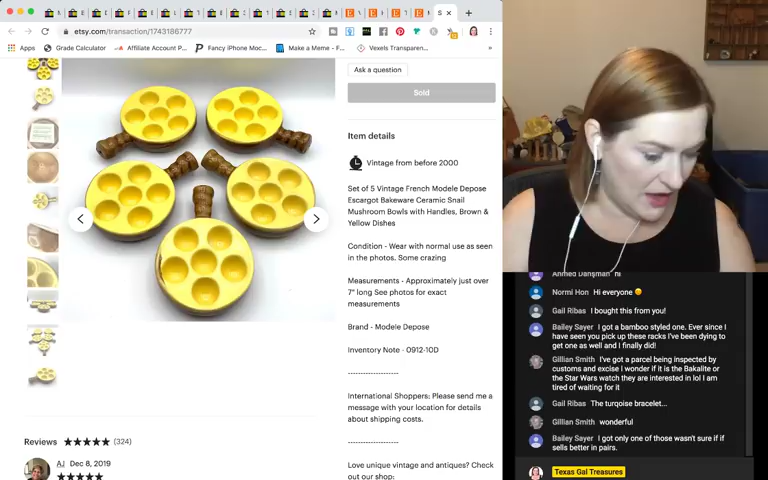 etsy.com/transaction/1743186777
Apps
Grade Calculator
Affiliate Account P...
Fancy iPhone Moc...
Make a Meme - F...
Vexels Transparen...
Ask a question
Sold
Item details
Vintage from before 2000
Set of 5 Vintage French Modele Depose
Escargot Bakeware Ceramic Snail
Mushroom Bowls with Handles, Brown &
Yellow Dishes
Condition - Wear with normal use as seen
in the photos. Some crazing
Measurements - Approximately just over
7" long See photos for exact
measurements
Brand - Modele Depose
Inventory Note - 0912-10D
--------------------
International Shoppers; Please send me a
message with your location for details
about shipping costs.
--------------------
Love unique vintage and antiques? Check
out our shop:
Reviews ★★★★★ (324)
AJ Dec 8, 2019
★★★★★
Ahmed Danışman hi
Normi Hon Hi everyone 😀
Gail Ribas I bought this from you!
Bailey Sayer I got a bamboo styled one. Ever since I
have seen you pick up these racks I've been dying to
get one as well and I finally did!
Gillian Smith I've got a parcel being inspected by
customs and excise I wonder if it is the Bakalite or
the Star Wars watch they are interested in lol I am
tired of waiting for it
Gail Ribas The turqoise bracelet...
Gillian Smith wonderful
Bailey Sayer I got only one of those wasn't sure if if
sells better in pairs.
Texas Gal Treasures